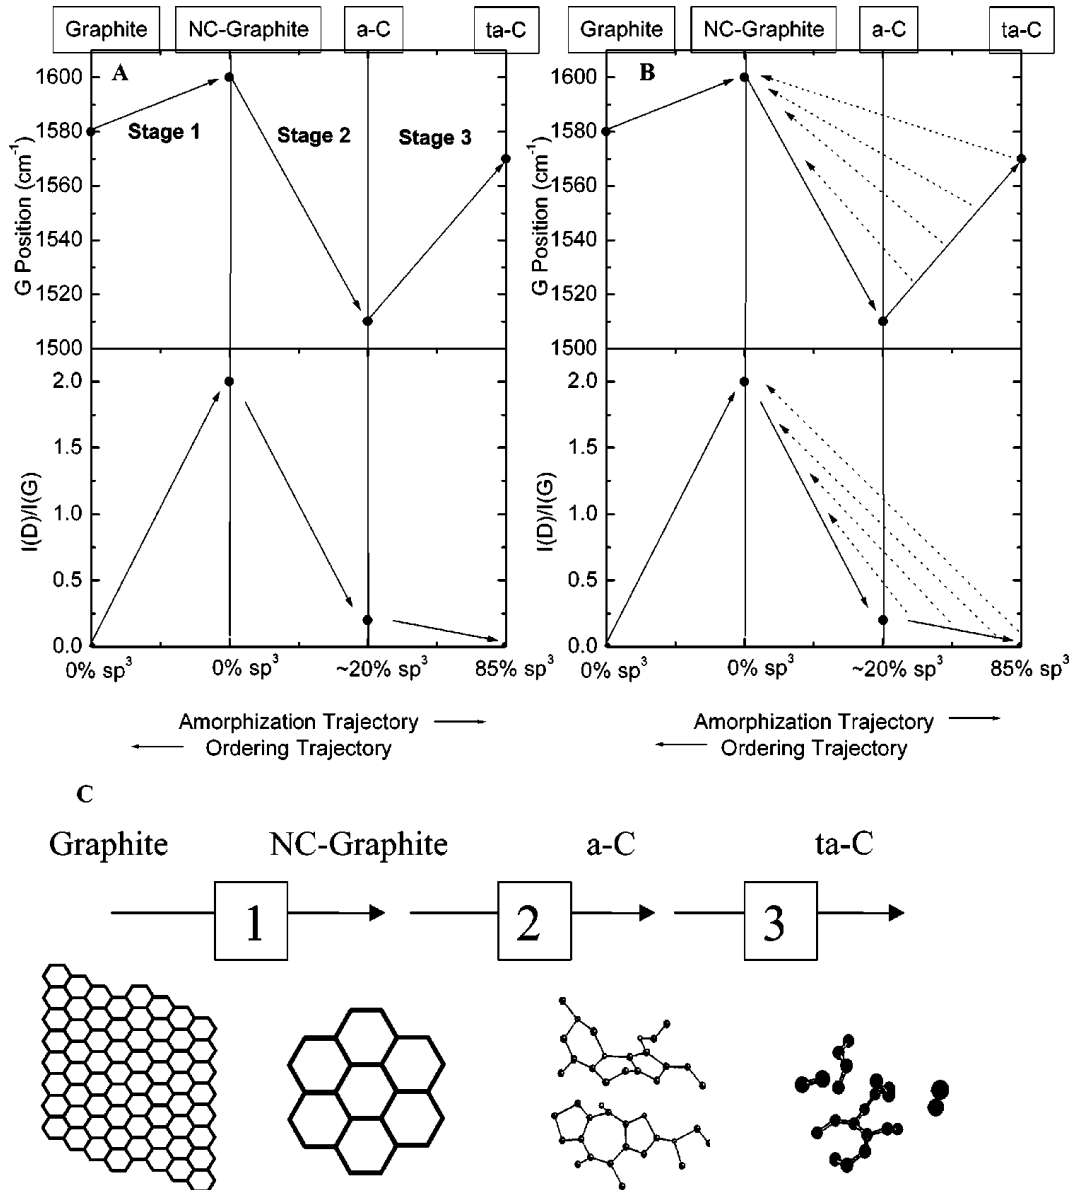 Graphite NC-Graphite a-C ta-C
A
1600
1580
1560
1540
1520
1500
G Position (cm⁻¹)
Stage 1 Stage 2 Stage 3
2.0
1.5
1.0
0.5
0.0
I(D)/I(G)
0% sp³ 0% sp³ ~20% sp³ 85% sp³
Amorphization Trajectory
Ordering Trajectory
Graphite NC-Graphite a-C ta-C
B
1600
1580
1560
1540
1520
1500
G Position (cm⁻¹)
2.0
1.5
1.0
0.5
0.0
I(D)/I(G)
0% sp³ 0% sp³ ~20% sp³ 85% sp³
Amorphization Trajectory
Ordering Trajectory
C
Graphite NC-Graphite a-C ta-C
1 2 3